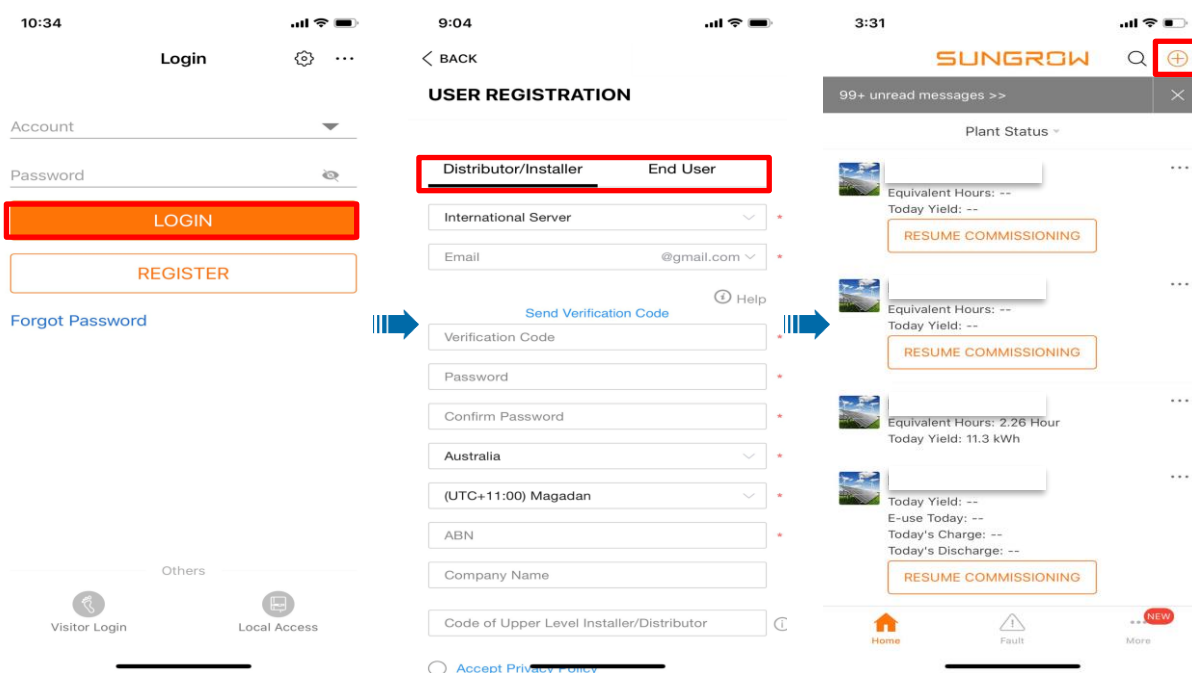 10:34
Login
Account
Password
LOGIN
REGISTER
Forgot Password
Others
Visitor Login
Local Access
9:04
BACK
USER REGISTRATION
Distributor/Installer End User
International Server *
Email @gmail.com *
Help
Send Verification Code
Verification Code *
Password *
Confirm Password *
Australia *
(UTC+11:00) Magadan *
ABN *
Company Name
Code of Upper Level Installer/Distributor
Accept Privacy Policy
3:31
SUNGROW
99+ unread messages >>
Plant Status
Equivalent Hours: --
Today Yield: --
RESUME COMMISSIONING
Equivalent Hours: --
Today Yield: --
RESUME COMMISSIONING
Equivalent Hours: 2.26 Hour
Today Yield: 11.3 kWh
Today Yield: --
E-use Today: --
Today's Charge: --
Today's Discharge: --
RESUME COMMISSIONING
Home
Fault
NEW
More